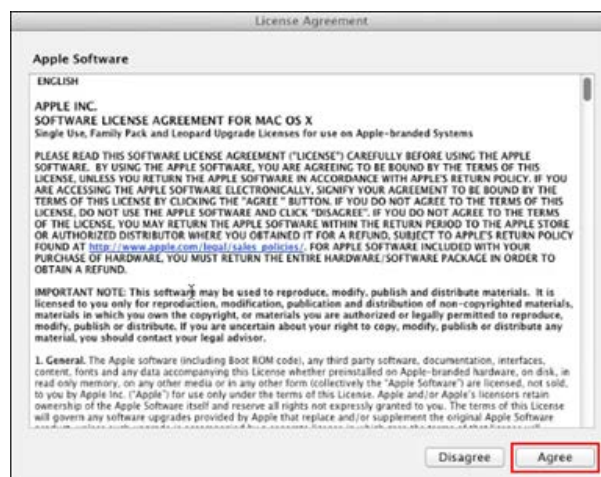 License Agreement
Apple Software
ENGLISH
APPLE INC.
SOFTWARE LICENSE AGREEMENT FOR MAC OS X
Single Use, Family Pack and Leopard Upgrade Licenses for use on Apple-branded Systems
PLEASE READ THIS SOFTWARE LICENSE AGREEMENT ("LICENSE") CAREFULLY BEFORE USING THE APPLE
SOFTWARE. BY USING THE APPLE SOFTWARE, YOU ARE AGREEING TO BE BOUND BY THE TERMS OF THIS
LICENSE, UNLESS YOU RETURN THE APPLE SOFTWARE IN ACCORDANCE WITH APPLE'S RETURN POLICY. IF YOU
ARE ACCESSING THE APPLE SOFTWARE ELECTRONICALLY, SIGNIFY YOUR AGREEMENT TO BE BOUND BY THE
TERMS OF THIS LICENSE BY CLICKING THE "AGREE " BUTTON. IF YOU DO NOT AGREE TO THE TERMS OF THIS
LICENSE, DO NOT USE THE APPLE SOFTWARE AND CLICK "DISAGREE". IF YOU DO NOT AGREE TO THE TERMS
OF THE LICENSE, YOU MAY RETURN THE APPLE SOFTWARE WITHIN THE RETURN PERIOD TO THE APPLE STORE
OR AUTHORIZED DISTRIBUTOR WHERE YOU OBTAINED IT FOR A REFUND, SUBJECT TO APPLE'S RETURN POLICY
FOUND AT http://www.apple.com/legal/sales_policies/. FOR APPLE SOFTWARE INCLUDED WITH YOUR
PURCHASE OF HARDWARE, YOU MUST RETURN THE ENTIRE HARDWARE/SOFTWARE PACKAGE IN ORDER TO
OBTAIN A REFUND.
IMPORTANT NOTE: This software may be used to reproduce, modify, publish and distribute materials. It is
licensed to you only for reproduction, modification, publication and distribution of non-copyrighted materials,
materials in which you own the copyright, or materials you are authorized or legally permitted to reproduce,
modify, publish or distribute. If you are uncertain about your right to copy, modify, publish or distribute any
material, you should contact your legal advisor.
1. General. The Apple software (including Boot ROM code), any third party software, documentation, interfaces,
content, fonts and any data accompanying this License whether preinstalled on Apple-branded hardware, on disk, in
read only memory, on any other media or in any other form (collectively the "Apple Software") are licensed, not sold,
to you by Apple Inc. ("Apple") for use only under the terms of this License. Apple and/or Apple's licensors retain
ownership of the Apple Software itself and reserve all rights not expressly granted to you. The terms of this License
will govern any software upgrades provided by Apple that replace and/or supplement the original Apple Software
Disagree
Agree